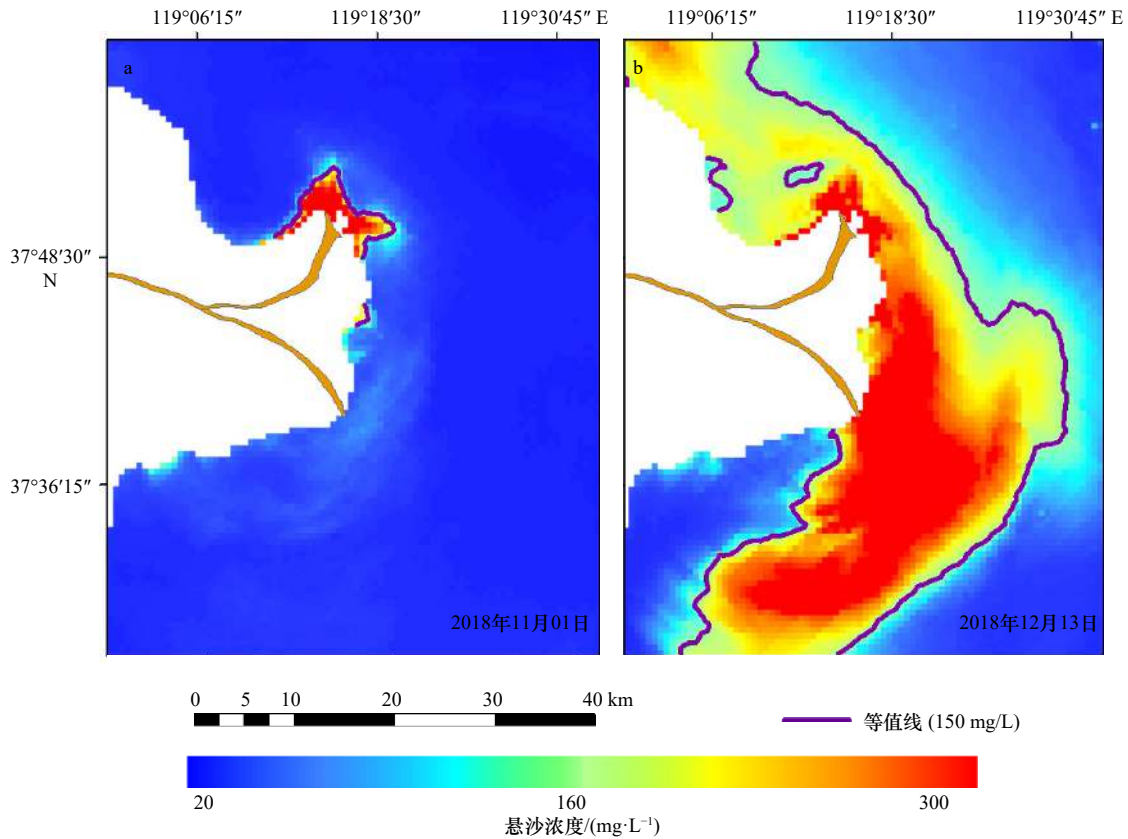 119°06′15″ 119°18′30″ 119°30′45″ E 119°06′15″ 119°18′30″ 119°30′45″ E
a b
37°48′30″
N
37°36′15″
2018年11月01日 2018年12月13日
0 5 10 20 30 40 km
等值线 (150 mg/L)
20 160 300
悬沙浓度/(mg·L⁻¹)